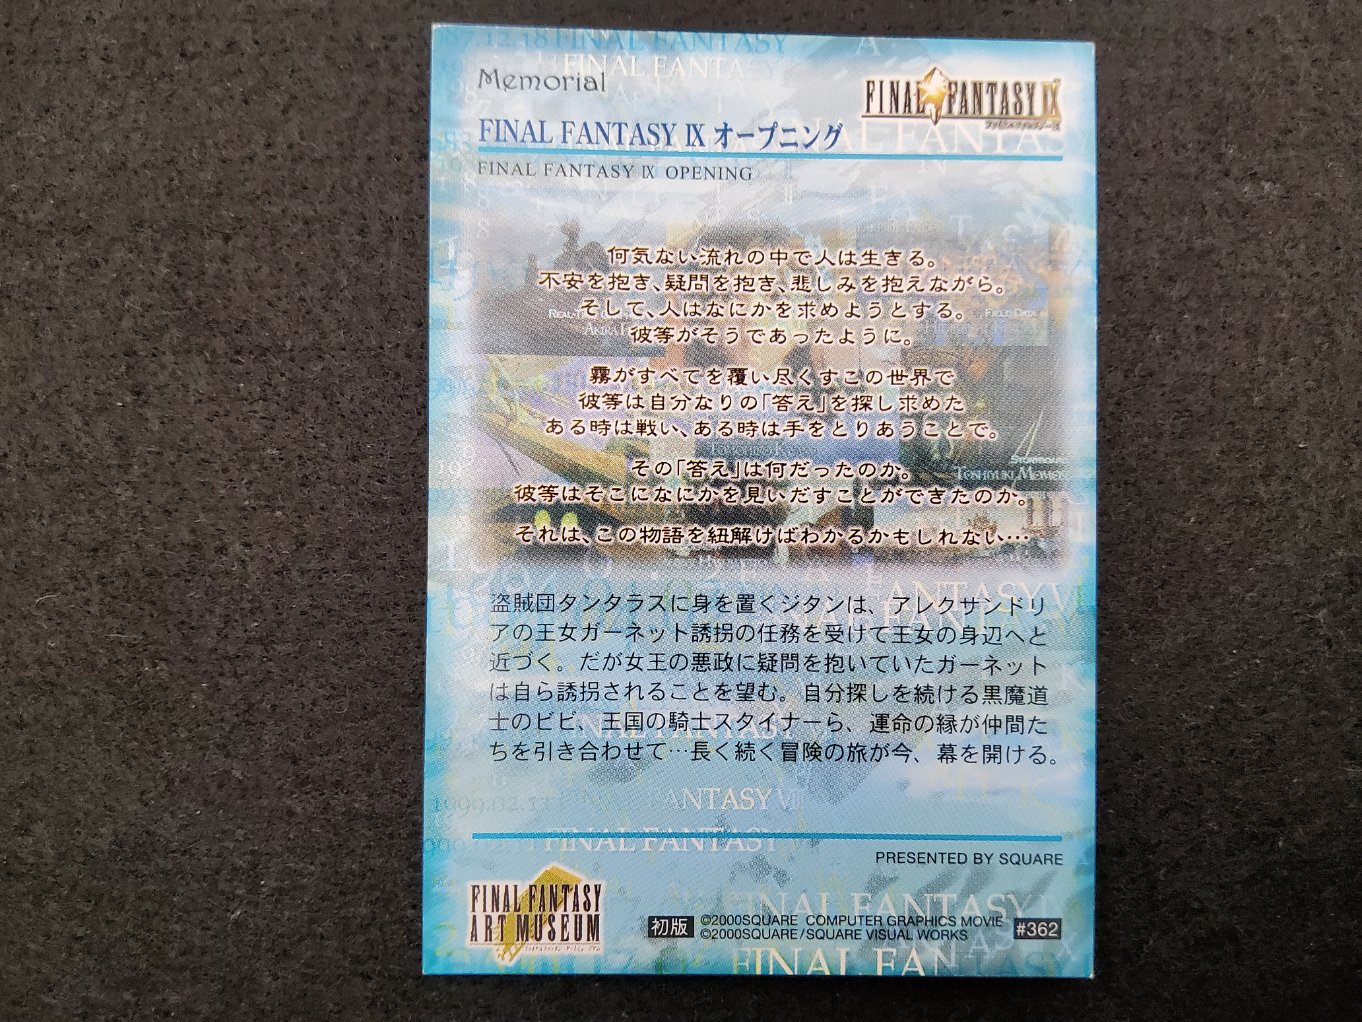 Memorial
FINAL FANTASY IX
FINAL FANTASY IX オープニング
FINAL FANTASY IX OPENING
何気ない流れの中で人は生きる。
不安を抱き、疑問を抱き、悲しみを抱えながら。
そして、人はなにかを求めようとする。
彼等がそうであったように。
霧がすべてを覆い尽くすこの世界で
彼等は自分なりの「答え」を探し求めた
ある時は戦い、ある時は手をとりあうことで。
その「答え」は何だったのか。
彼等はそこになにかを見いだすことができたのか。
それは、この物語を紐解けばわかるかもしれない…
盗賊団タンタラスに身を置くジタンは、アレクサンドリ
アの王女ガーネット誘拐の任務を受けて王女の身辺へと
近づく。だが女王の悪政に疑問を抱いていたガーネット
は自ら誘拐されることを望む。自分探しを続ける黒魔道
士のビビ、王国の騎士スタイナーら、運命の縁が仲間た
ちを引き合わせて…長く続く冒険の旅が今、幕を開ける。
PRESENTED BY SQUARE
FINAL FANTASY
ART MUSEUM
初版
©2000SQUARE COMPUTER GRAPHICS MOVIE
©2000SQUARE/SQUARE VISUAL WORKS
#362